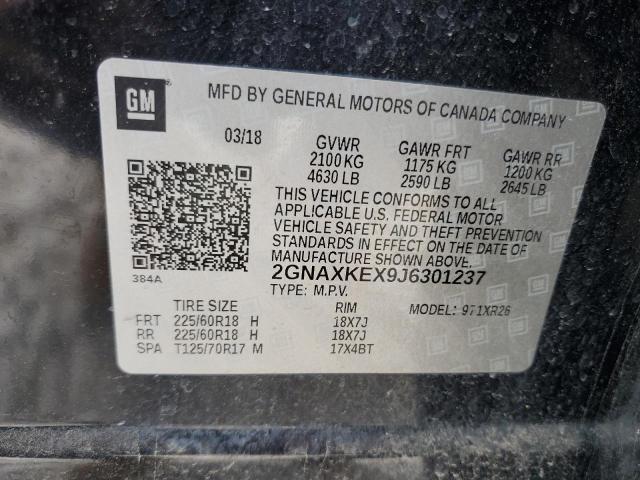 GM
MFD BY GENERAL MOTORS OF CANADA COMPANY
03/18 GVWR GAWR FRT GAWR RR
2100 KG 1175 KG 1200 KG
4630 LB 2590 LB 2645 LB
THIS VEHICLE CONFORMS TO ALL
APPLICABLE U.S. FEDERAL MOTOR
VEHICLE SAFETY AND THEFT PREVENTION
STANDARDS IN EFFECT ON THE DATE OF
MANUFACTURE SHOWN ABOVE.
384A
2GNAXKEX9J6301237
TYPE: M.P.V. MODEL: 971XR26
TIRE SIZE RIM
FRT 225/60R18 H 18X7J
RR 225/60R18 H 18X7J
SPA T125/70R17 M 17X4BT